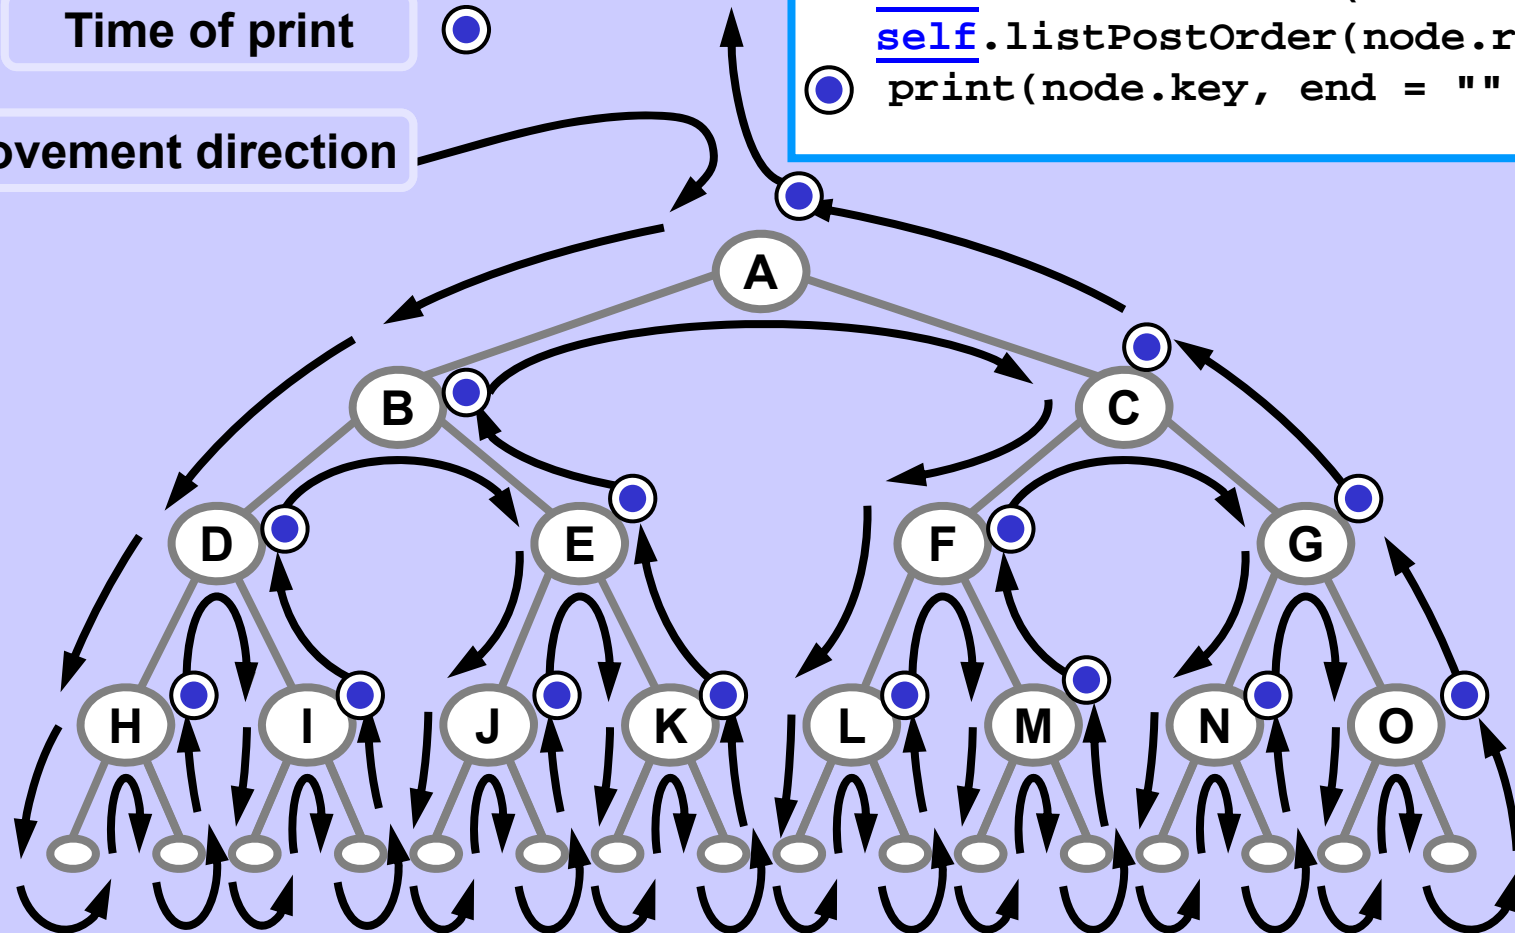 Time of print
self.listPostOrder(node.r
print(node.key, end = ""
ovement direction
A
B C
D E F G
H I J K L M N O